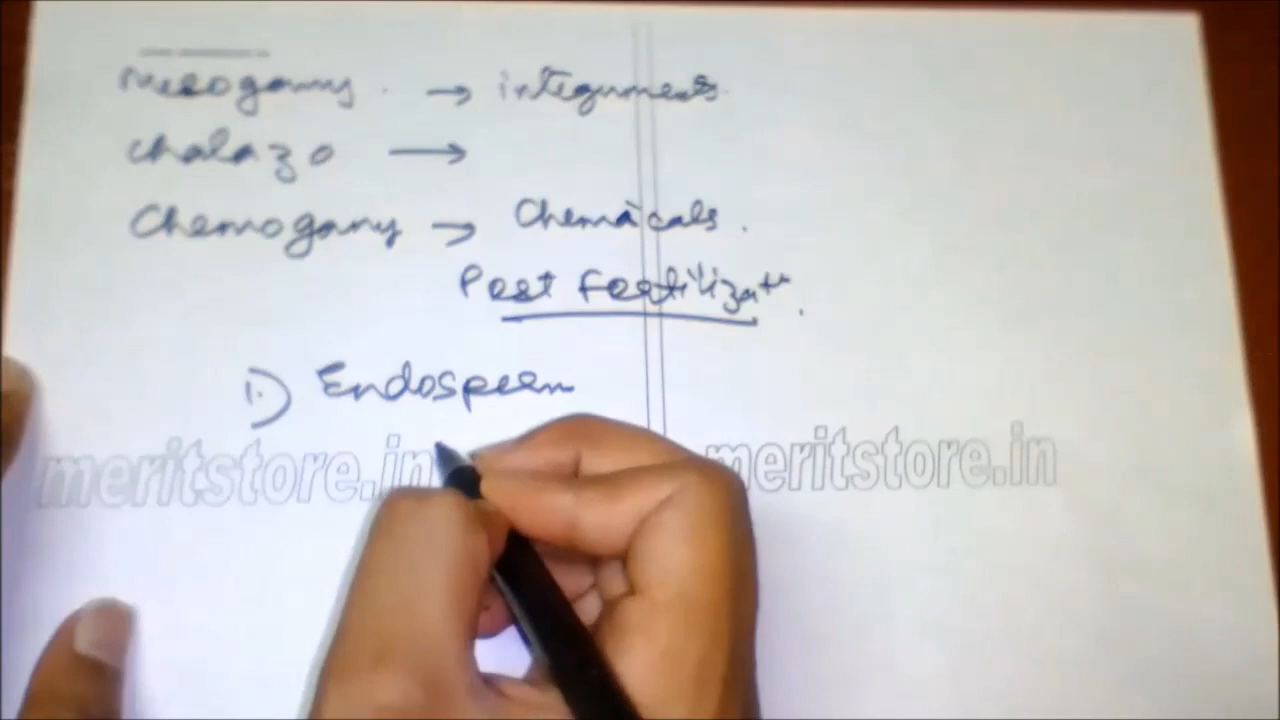 Mesogamy. → integuments.
Chalazo →
Chemogamy → Chemicals.
Post Fertilizatn.
1.) Endosperm
meritstore.in meritstore.in